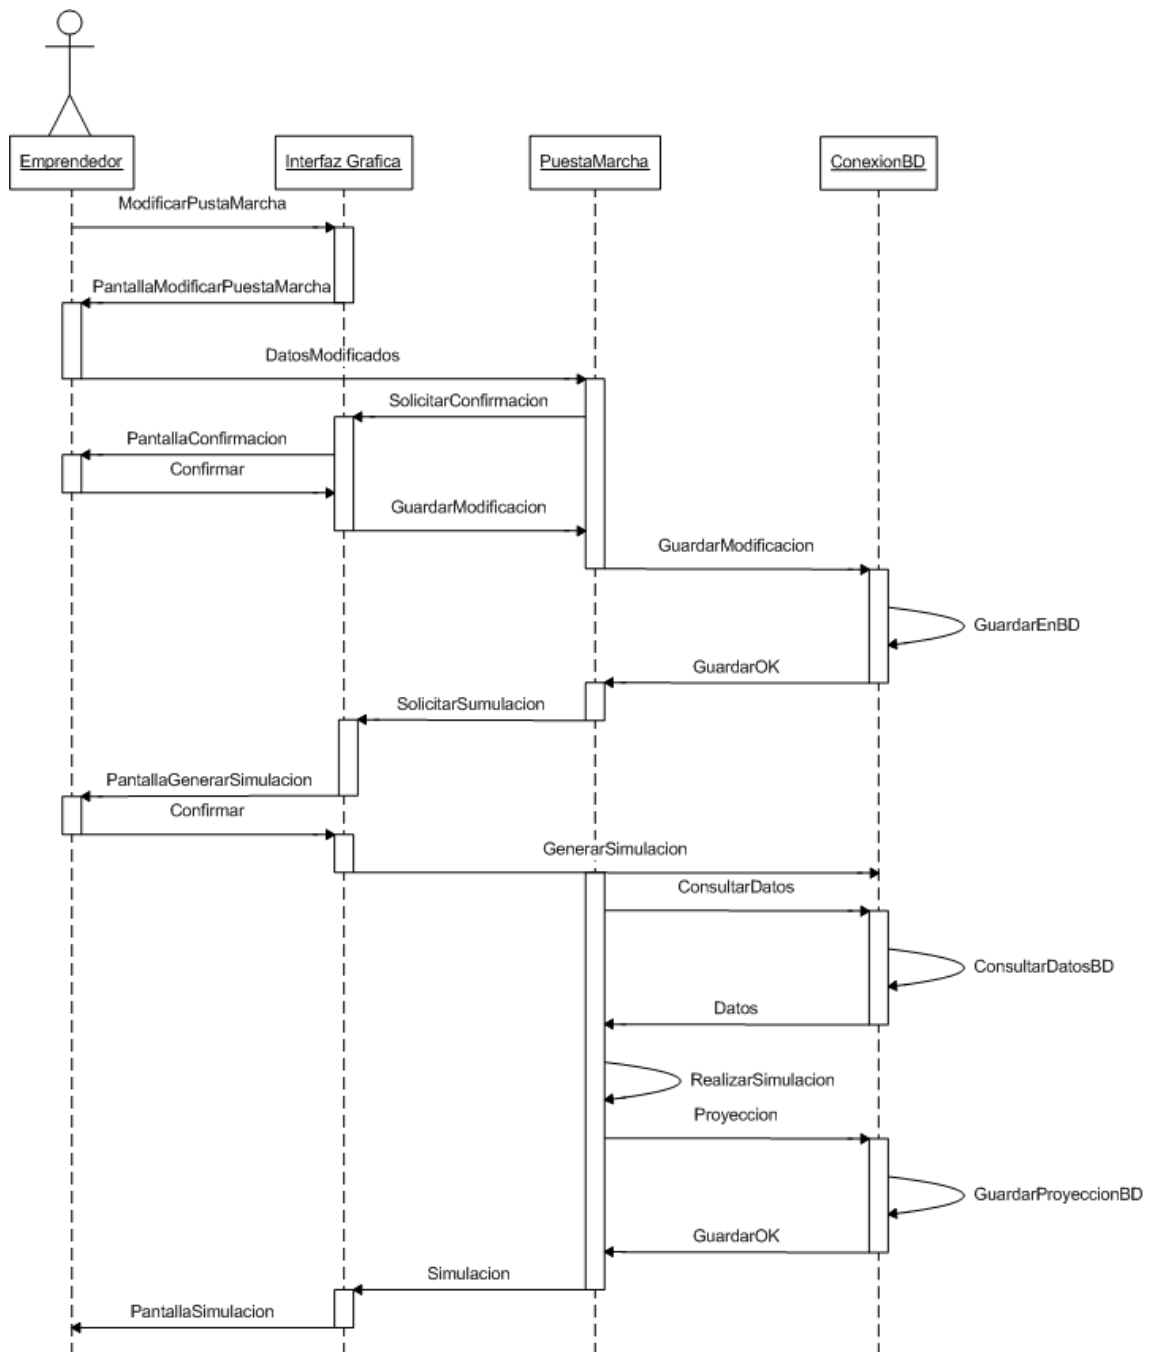 Emprendedor
Interfaz Grafica
PuestaMarcha
ConexionBD
ModificarPustaMarcha
PantallaModificarPuestaMarcha
DatosModificados
SolicitarConfirmacion
PantallaConfirmacion
Confirmar
GuardarModificacion
GuardarModificacion
GuardarEnBD
GuardarOK
SolicitarSumulacion
PantallaGenerarSimulacion
Confirmar
GenerarSimulacion
ConsultarDatos
ConsultarDatosBD
Datos
RealizarSimulacion
Proyeccion
GuardarProyeccionBD
GuardarOK
Simulacion
PantallaSimulacion